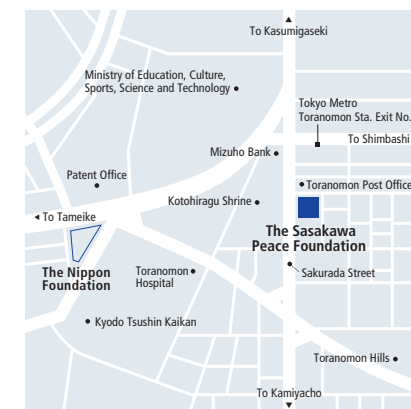 To Kasumigaseki
Ministry of Education, Culture,
Sports, Science and Technology
Tokyo Metro
Toranomon Sta. Exit No.
To Shimbashi
Mizuho Bank
Patent Office
Toranomon Post Office
Kotohiragu Shrine
To Tameike
The Sasakawa
Peace Foundation
The Nippon
Foundation
Toranomon
Hospital
Sakurada Street
Kyodo Tsushin Kaikan
Toranomon Hills
To Kamiyacho